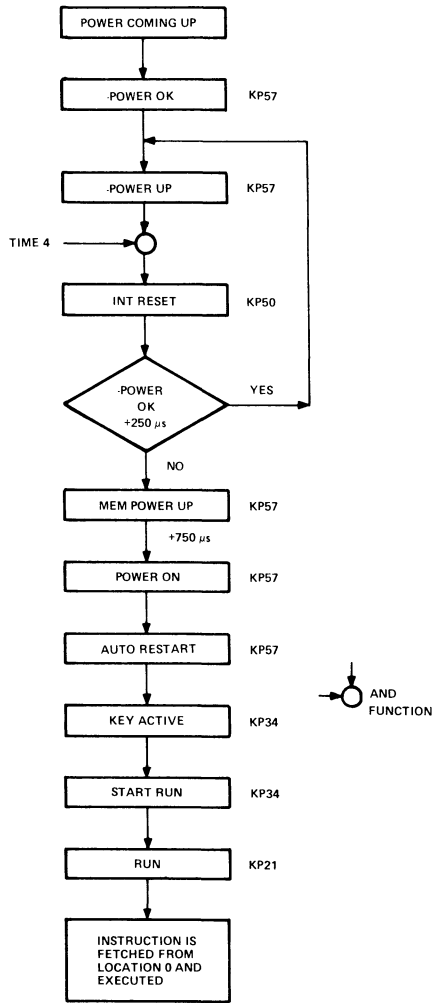 POWER COMING UP
-POWER OK KP57
-POWER UP KP57
TIME 4
INT RESET KP50
-POWER
OK
+250 μs
YES
NO
MEM POWER UP KP57
+750 μs
POWER ON KP57
AUTO RESTART KP57
AND
FUNCTION
KEY ACTIVE KP34
START RUN KP34
RUN KP21
INSTRUCTION IS
FETCHED FROM
LOCATION 0 AND
EXECUTED